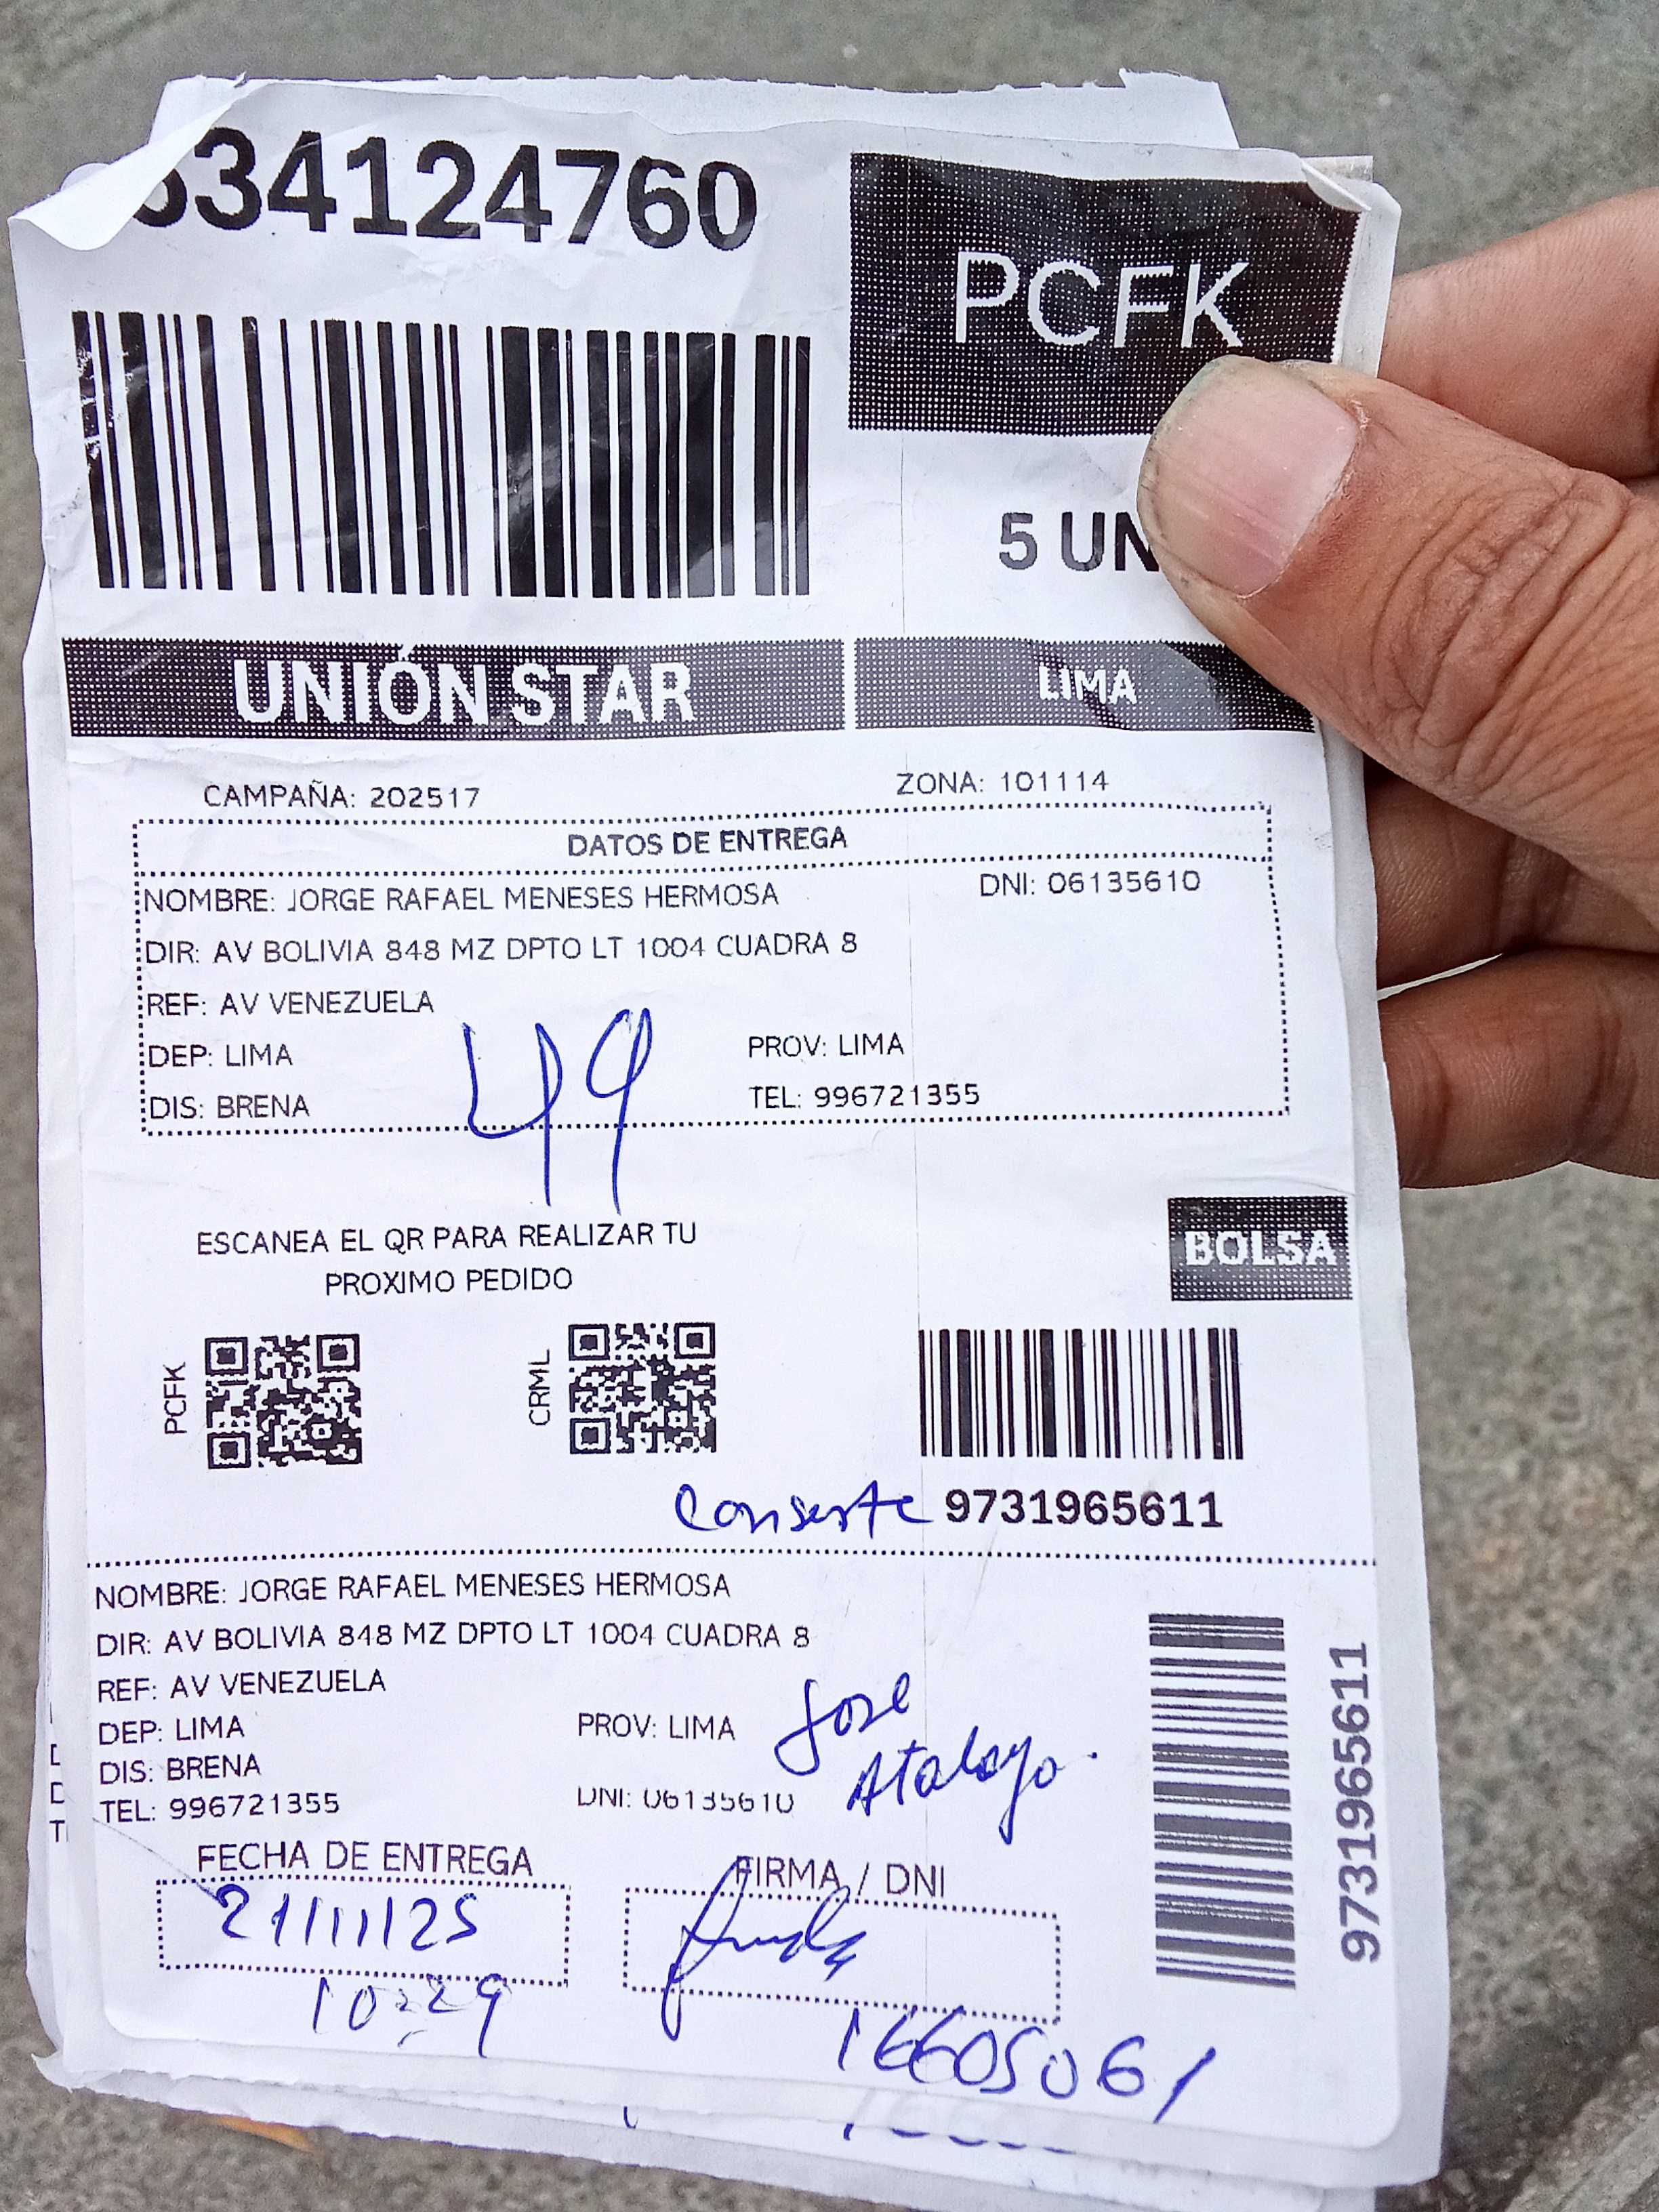 34124760
PCFK
5 UN
UNIÓN STAR
LIMA
CAMPAÑA: 202517
ZONA: 101114
DATOS DE ENTREGA
NOMBRE: JORGE RAFAEL MENESES HERMOSA
DNI: 06135610
DIR: AV BOLIVIA 848 MZ DPTO LT 1004 CUADRA 8
REF: AV VENEZUELA
DEP: LIMA
PROV: LIMA
DIS: BRENA
TEL: 996721355
49
ESCANEA EL QR PARA REALIZAR TU
PROXIMO PEDIDO
BOLSA
PCFK
CRML
9731965611
NOMBRE: JORGE RAFAEL MENESES HERMOSA
DIR: AV BOLIVIA 848 MZ DPTO LT 1004 CUADRA 8
REF: AV VENEZUELA
DEP: LIMA
PROV: LIMA
DIS: BRENA
TEL: 996721355
DNI: 06135610
Jose
Atalaya.
9731965611
FECHA DE ENTREGA
FIRMA / DNI
21/11/25
10:29
16605061